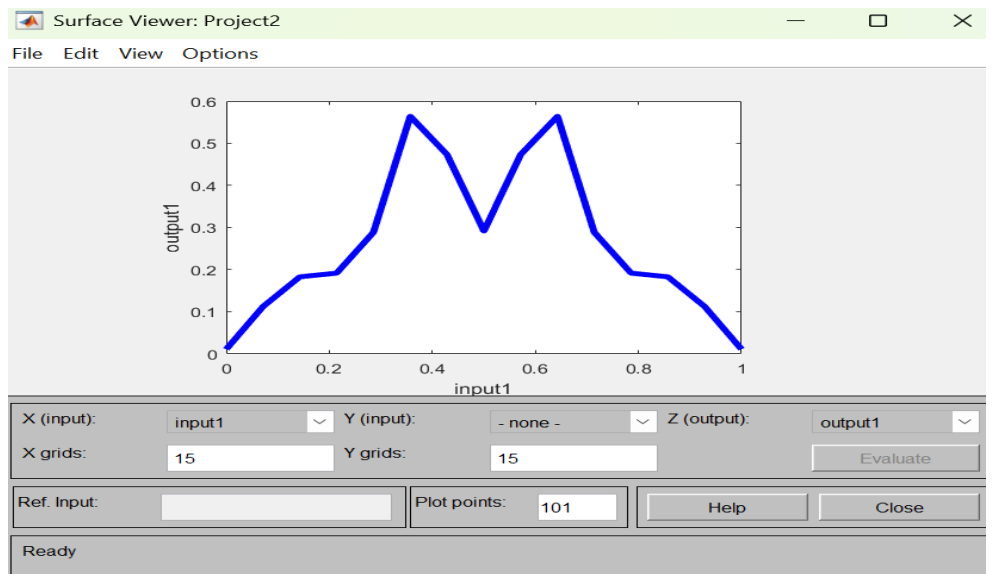 Surface Viewer: Project2
File Edit View Options
0.6
0.5
0.4
0.3
0.2
0.1
0
output1
0 0.2 0.4 0.6 0.8 1
input1
X (input): input1 Y (input): - none - Z (output): output1
X grids: 15 Y grids: 15 Evaluate
Ref. Input: Plot points: 101 Help Close
Ready